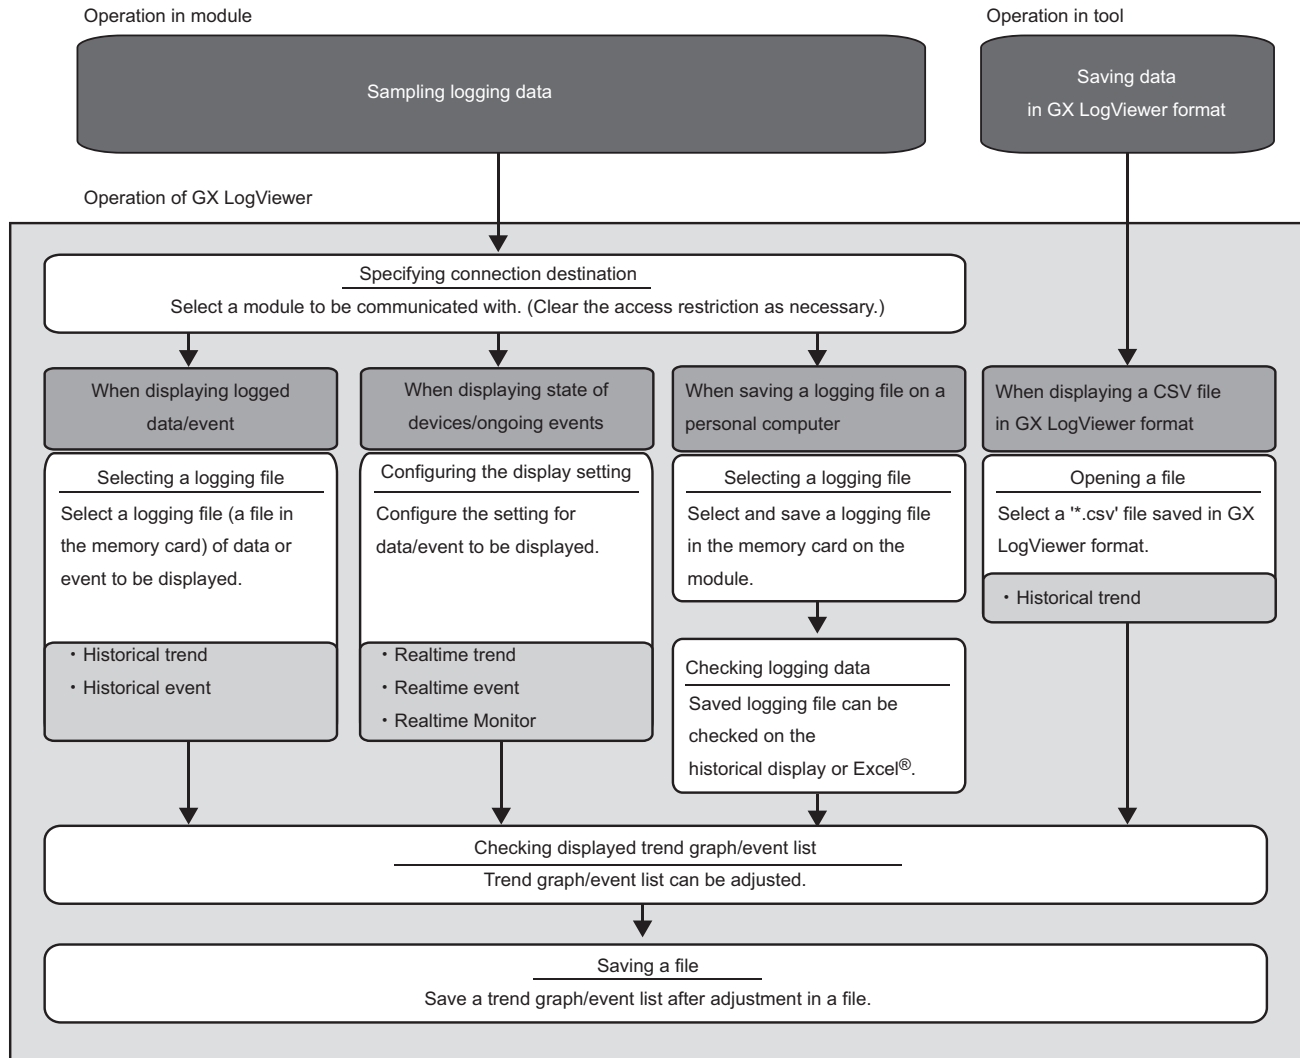 Operation in module
Operation in tool
Sampling logging data
Saving data
in GX LogViewer format
Operation of GX LogViewer
Specifying connection destination
Select a module to be communicated with. (Clear the access restriction as necessary.)
When displaying logged
data/event
When displaying state of
devices/ongoing events
When saving a logging file on a
personal computer
When displaying a CSV file
in GX LogViewer format
Selecting a logging file
Select a logging file (a file in
the memory card) of data or
event to be displayed.
・Historical trend
・Historical event
Configuring the display setting
Configure the setting for
data/event to be displayed.
・Realtime trend
・Realtime event
・Realtime Monitor
Selecting a logging file
Select and save a logging file
in the memory card on the
module.
Checking logging data
Saved logging file can be
checked on the
historical display or Excel®.
Opening a file
Select a '*.csv' file saved in GX
LogViewer format.
・Historical trend
Checking displayed trend graph/event list
Trend graph/event list can be adjusted.
Saving a file
Save a trend graph/event list after adjustment in a file.